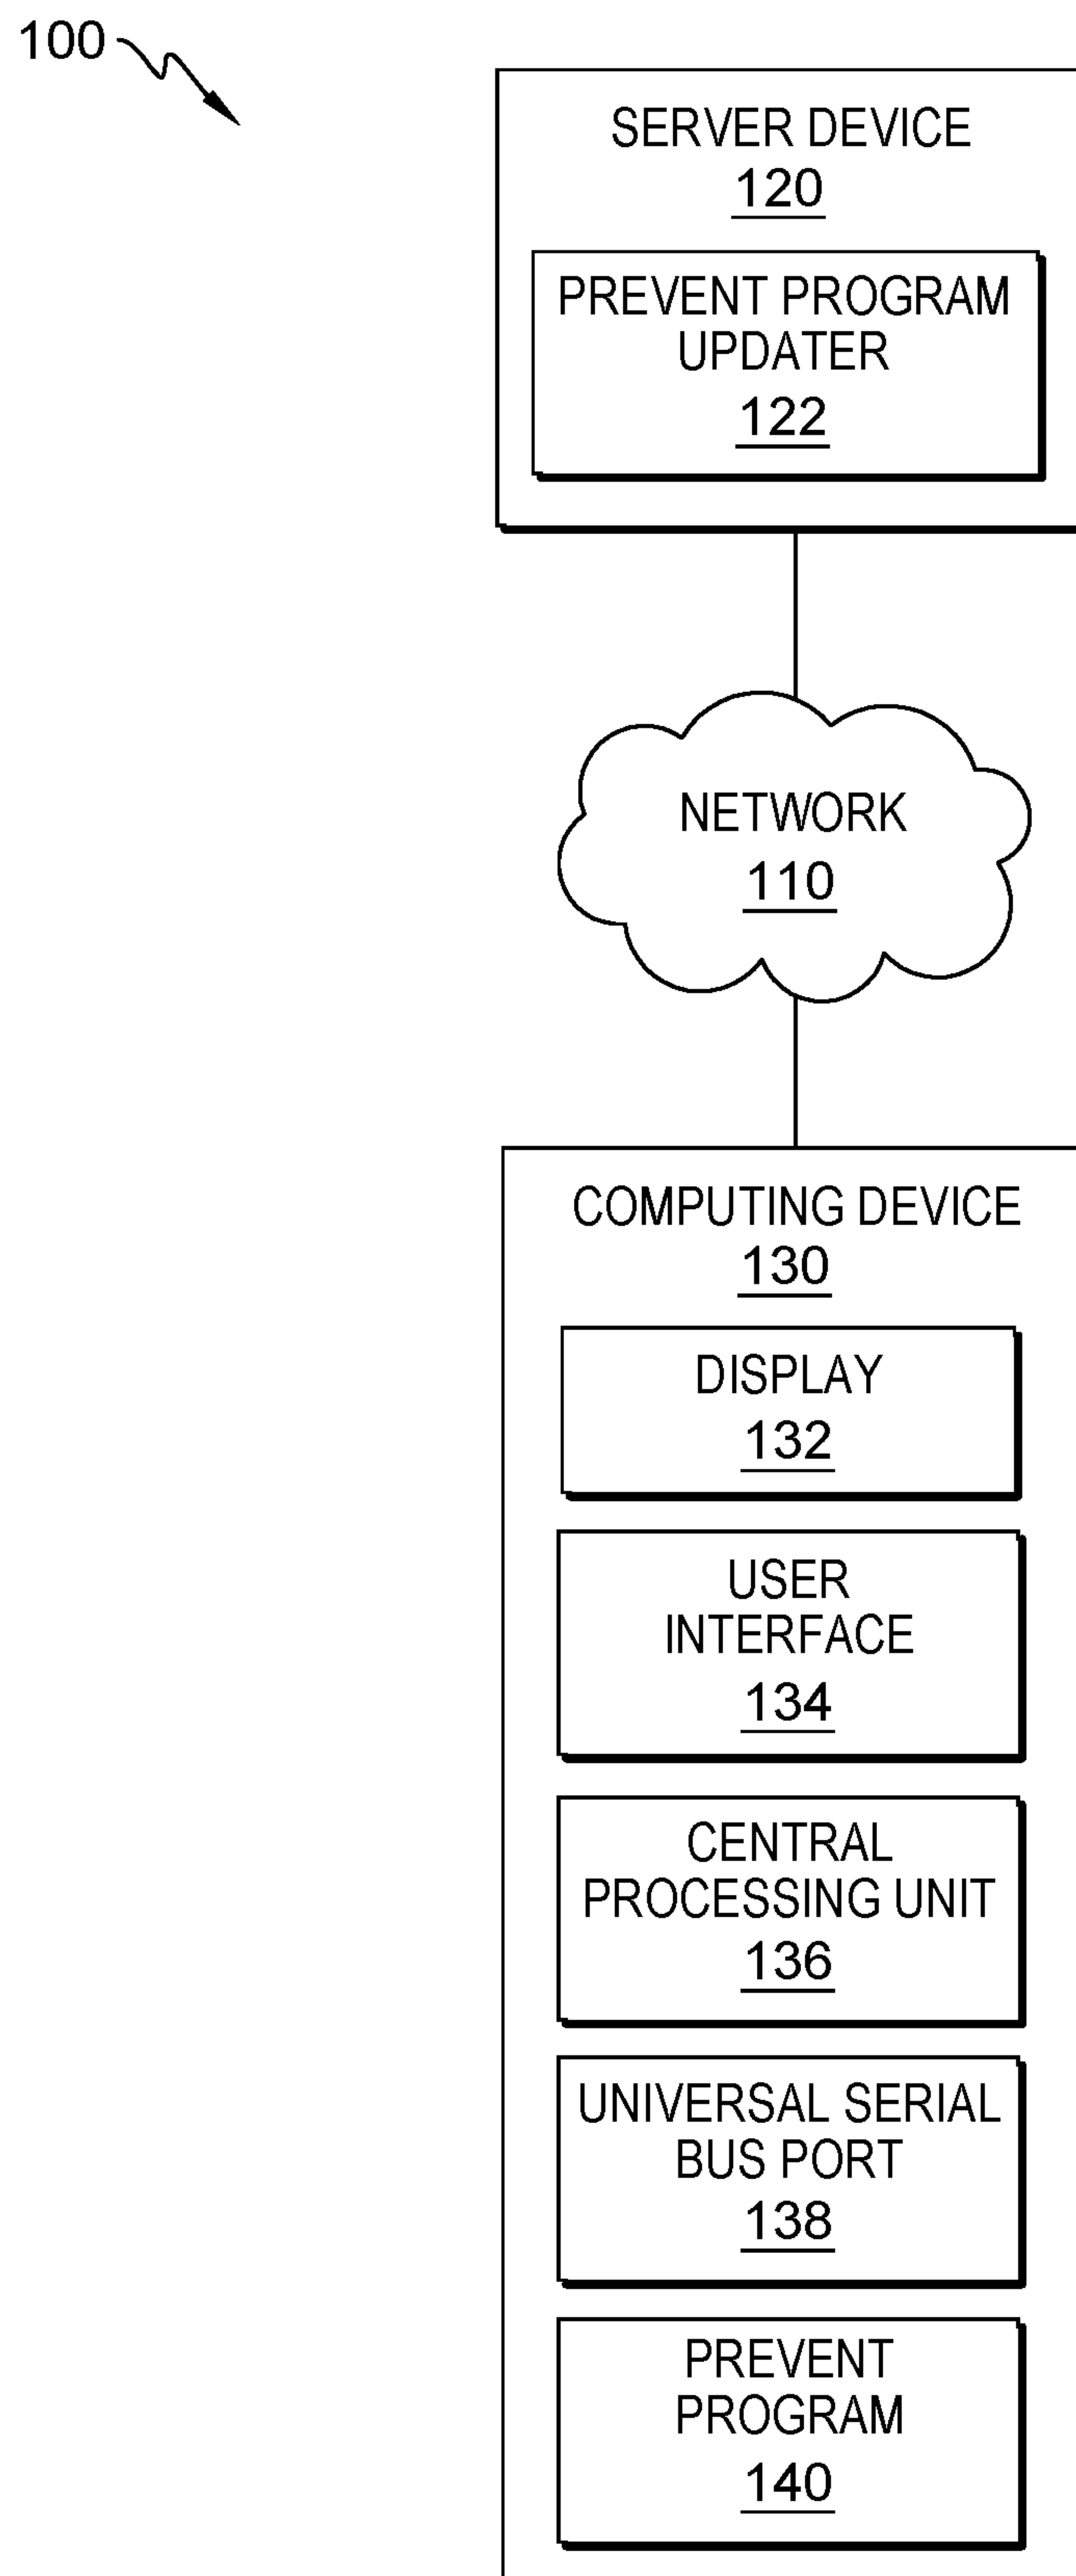 100
SERVER DEVICE
120
PREVENT PROGRAM
UPDATER
122
NETWORK
110
COMPUTING DEVICE
130
DISPLAY
132
USER
INTERFACE
134
CENTRAL
PROCESSING UNIT
136
UNIVERSAL SERIAL
BUS PORT
138
PREVENT
PROGRAM
140